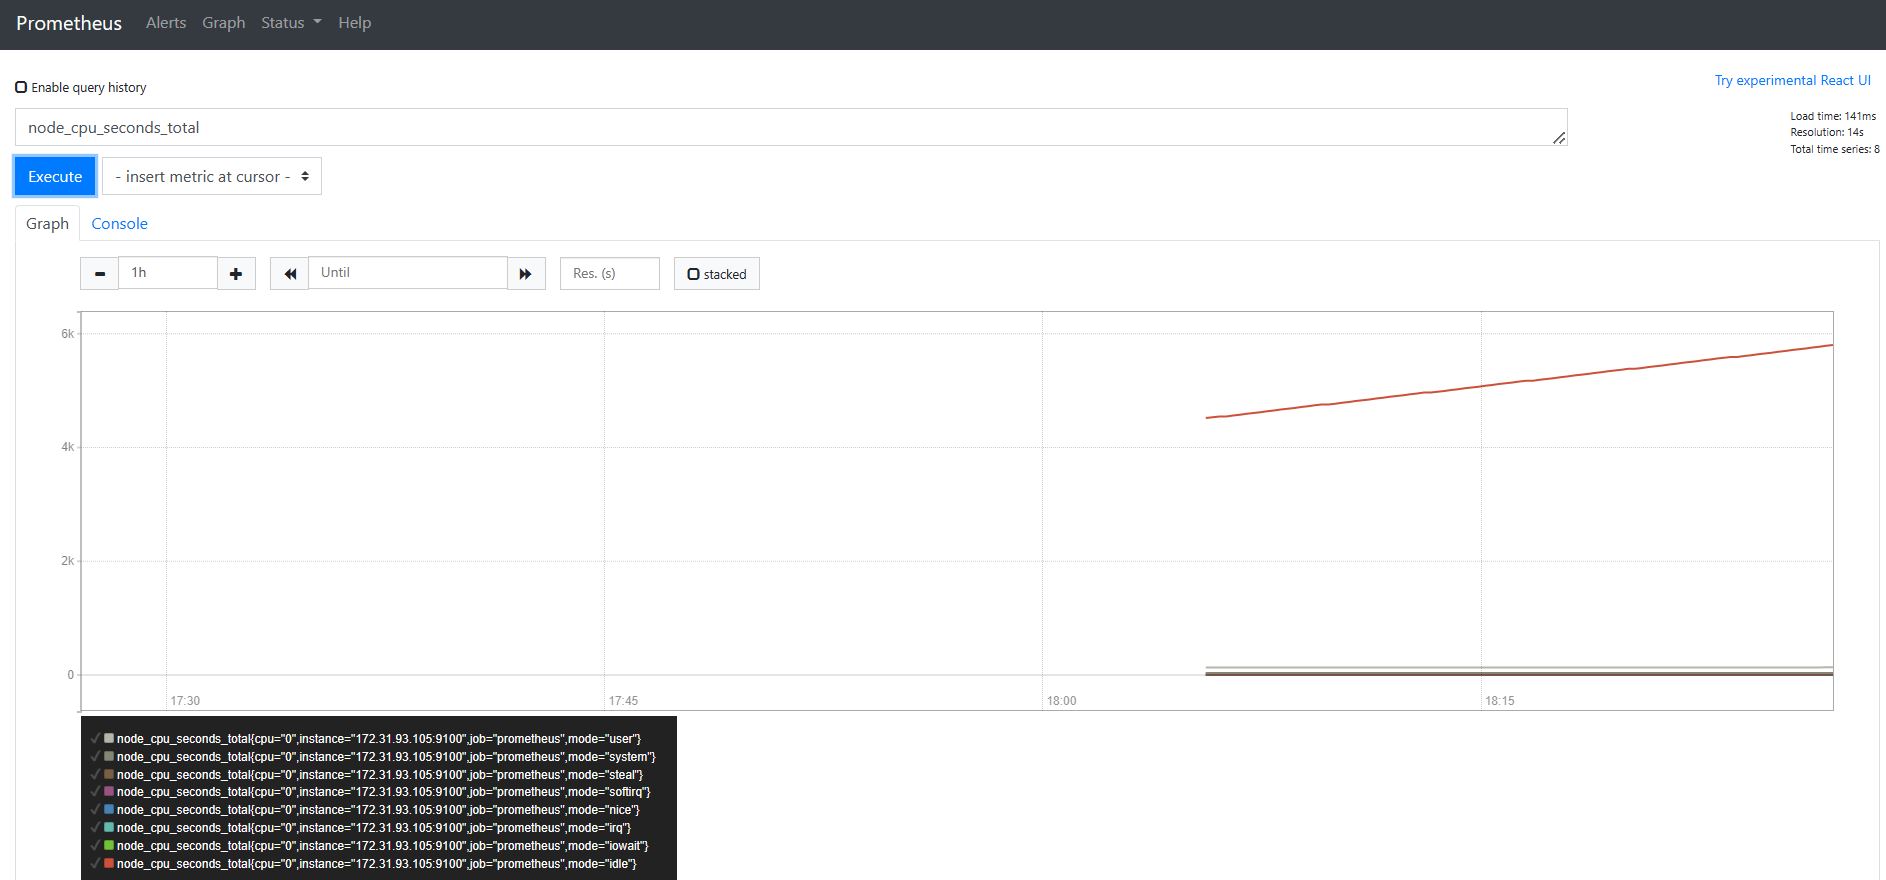 Prometheus Alerts Graph Status Help
Enable query history
Try experimental React UI
node_cpu_seconds_total
Load time: 141ms
Resolution: 14s
Total time series: 8
Execute - insert metric at cursor -
Graph Console
1h Until Res. (s) stacked
6k
4k
2k
0
17:30 17:45 18:00 18:15
node_cpu_seconds_total{cpu="0",instance="172.31.93.105:9100",job="prometheus",mode="user"}
node_cpu_seconds_total{cpu="0",instance="172.31.93.105:9100",job="prometheus",mode="system"}
node_cpu_seconds_total{cpu="0",instance="172.31.93.105:9100",job="prometheus",mode="steal"}
node_cpu_seconds_total{cpu="0",instance="172.31.93.105:9100",job="prometheus",mode="softirq"}
node_cpu_seconds_total{cpu="0",instance="172.31.93.105:9100",job="prometheus",mode="nice"}
node_cpu_seconds_total{cpu="0",instance="172.31.93.105:9100",job="prometheus",mode="irq"}
node_cpu_seconds_total{cpu="0",instance="172.31.93.105:9100",job="prometheus",mode="iowait"}
node_cpu_seconds_total{cpu="0",instance="172.31.93.105:9100",job="prometheus",mode="idle"}